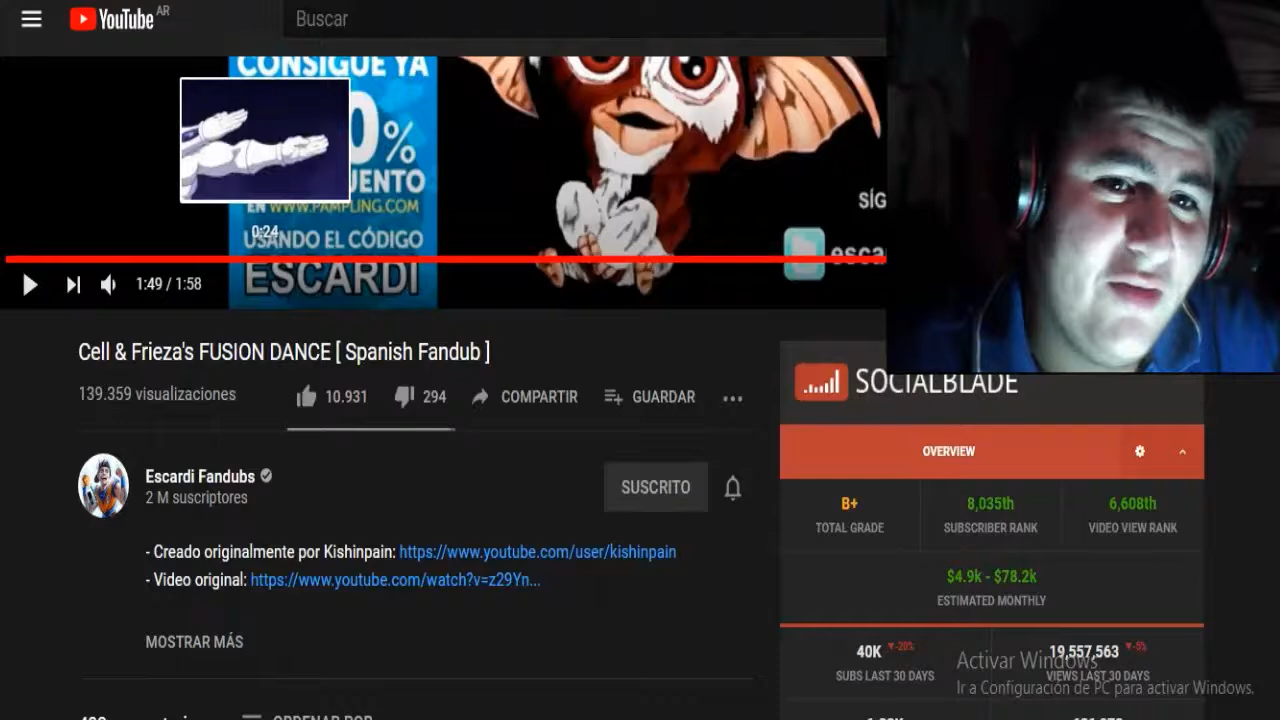 YouTube AR
Buscar
CONSIGUE YA
0%
UENTO
EN WWW.PAMPLING.COM
USANDO EL CÓDIGO
ESCARDI
0:24
SÍG
esca
1:49 / 1:58
Cell & Frieza's FUSION DANCE [ Spanish Fandub ]
139.359 visualizaciones
10.931
294
COMPARTIR
GUARDAR
Escardi Fandubs
2 M suscriptores
SUSCRITO
- Creado originalmente por Kishinpain: https://www.youtube.com/user/kishinpain
- Video original: https://www.youtube.com/watch?v=z29Yn...
MOSTRAR MÁS
ORDENAR POR
SOCIALBLADE
OVERVIEW
B+
TOTAL GRADE
8,035th
SUBSCRIBER RANK
6,608th
VIDEO VIEW RANK
$4.9k - $78.2k
ESTIMATED MONTHLY
40K -20%
SUBS LAST 30 DAYS
19,557,563 -5%
VIEWS LAST 30 DAYS
Activar Windows
Ir a Configuración de PC para activar Windows.